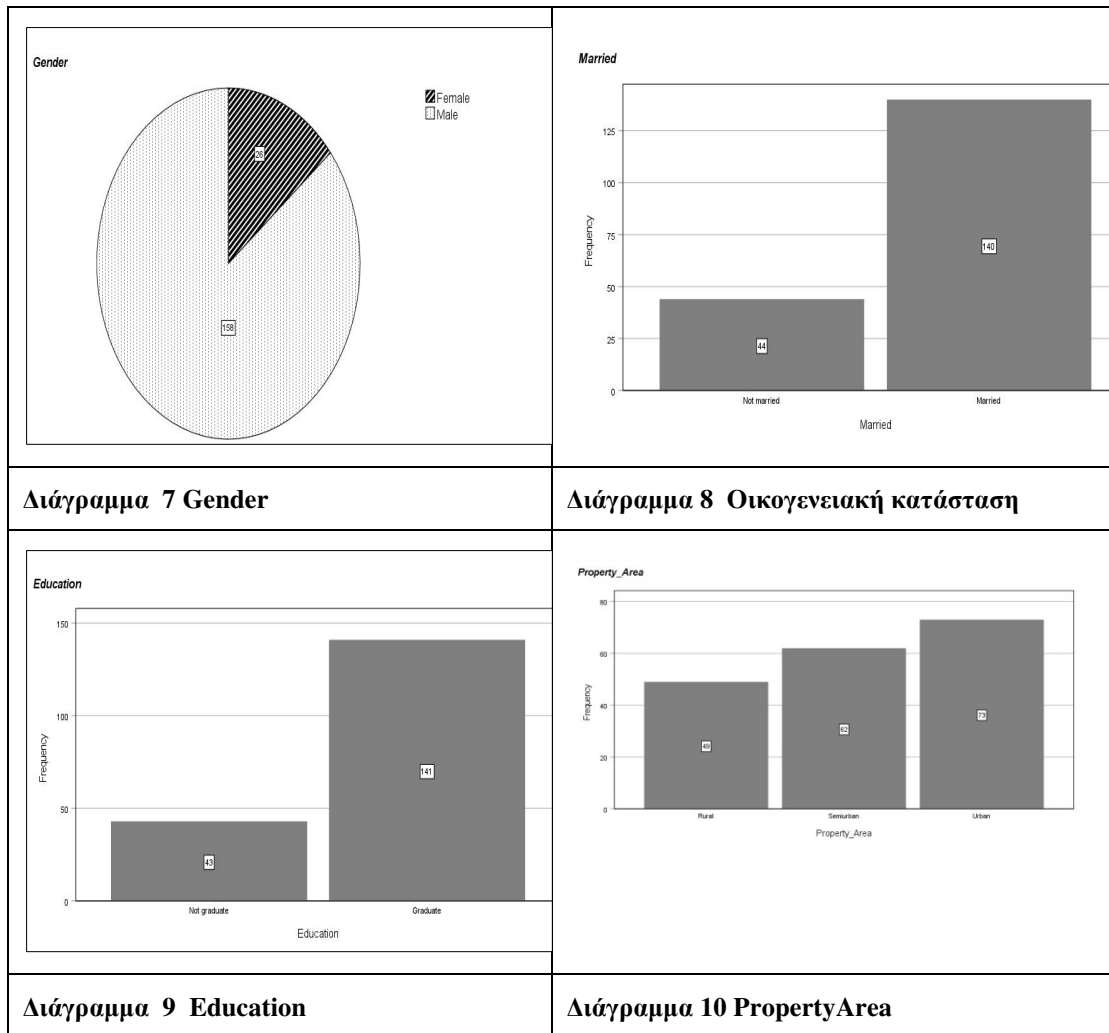 Gender
Female
Male
26
158
Διάγραμμα 7 Gender
Married
Frequency
125
100
75
50
25
0
44
140
Not married
Married
Married
Διάγραμμα 8 Οικογενειακή κατάσταση
Education
Frequency
150
100
50
0
43
141
Not graduate
Graduate
Education
Διάγραμμα 9 Education
Property_Area
Frequency
80
60
40
20
0
49
62
73
Rural
Semiurban
Urban
Property_Area
Διάγραμμα 10 PropertyArea